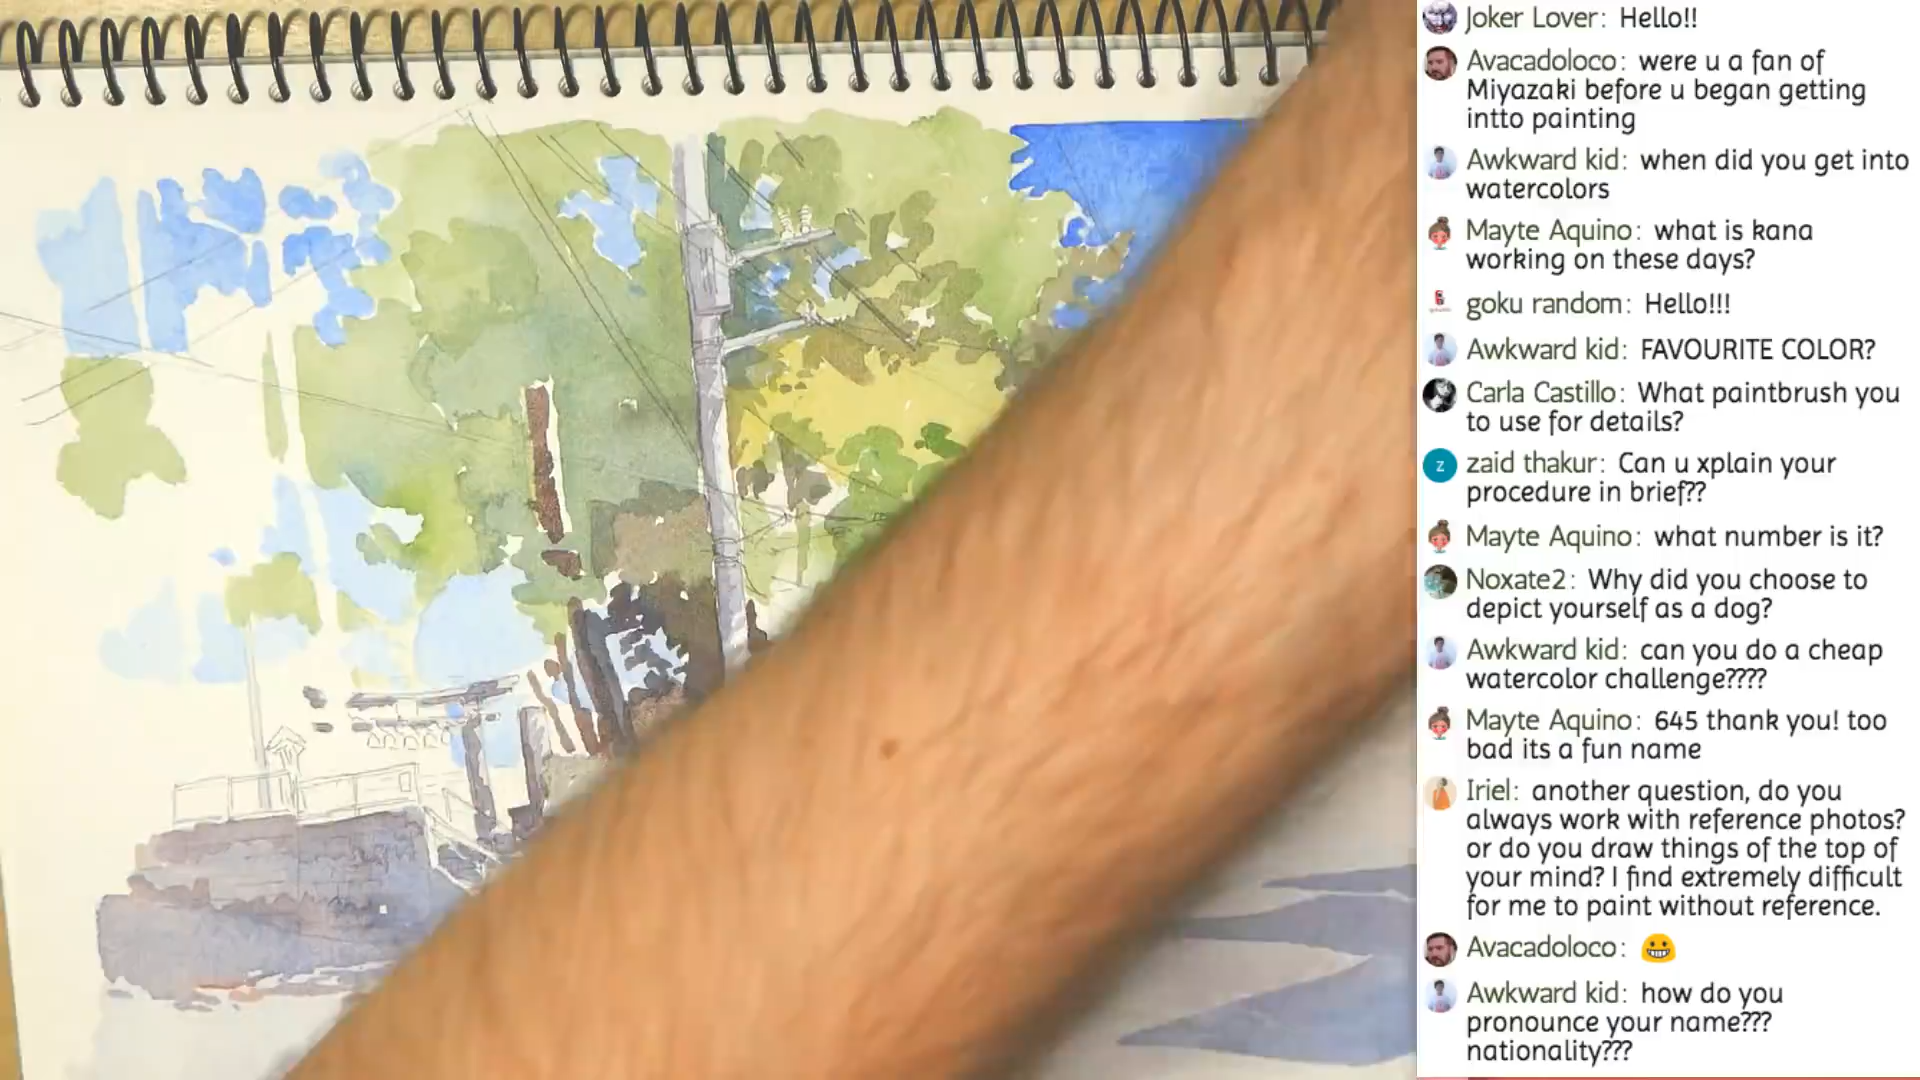 Joker Lover: Hello!!
Avacadoloco: were u a fan of
Miyazaki before u began getting
intto painting
Awkward kid: when did you get into
watercolors
Mayte Aquino: what is kana
working on these days?
goku random: Hello!!!
Awkward kid: FAVOURITE COLOR?
Carla Castillo: What paintbrush you
to use for details?
z zaid thakur: Can u xplain your
procedure in brief??
Mayte Aquino: what number is it?
Noxate2: Why did you choose to
depict yourself as a dog?
Awkward kid: can you do a cheap
watercolor challenge????
Mayte Aquino: 645 thank you! too
bad its a fun name
Iriel: another question, do you
always work with reference photos?
or do you draw things of the top of
your mind? I find extremely difficult
for me to paint without reference.
Avacadoloco: 😀
Awkward kid: how do you
pronounce your name???
nationality???